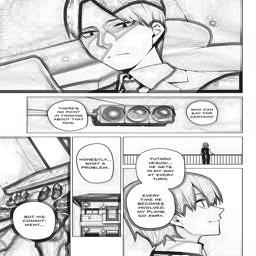 WHO CAN
SAY FOR
CERTAIN?
THERE'S
NO POINT
IN THINKING
ABOUT THAT
NOW.
FUTARO
UESUGI...
HE GETS
IN MY WAY
AT EVERY
TURN.
EVERY TIME
HE BECOMES
INVOLVED,
MY PLANS
GO AWRY.
HONESTLY...
WHAT A
PROBLEM.
BUT HIS
COMMIT-
MENT...